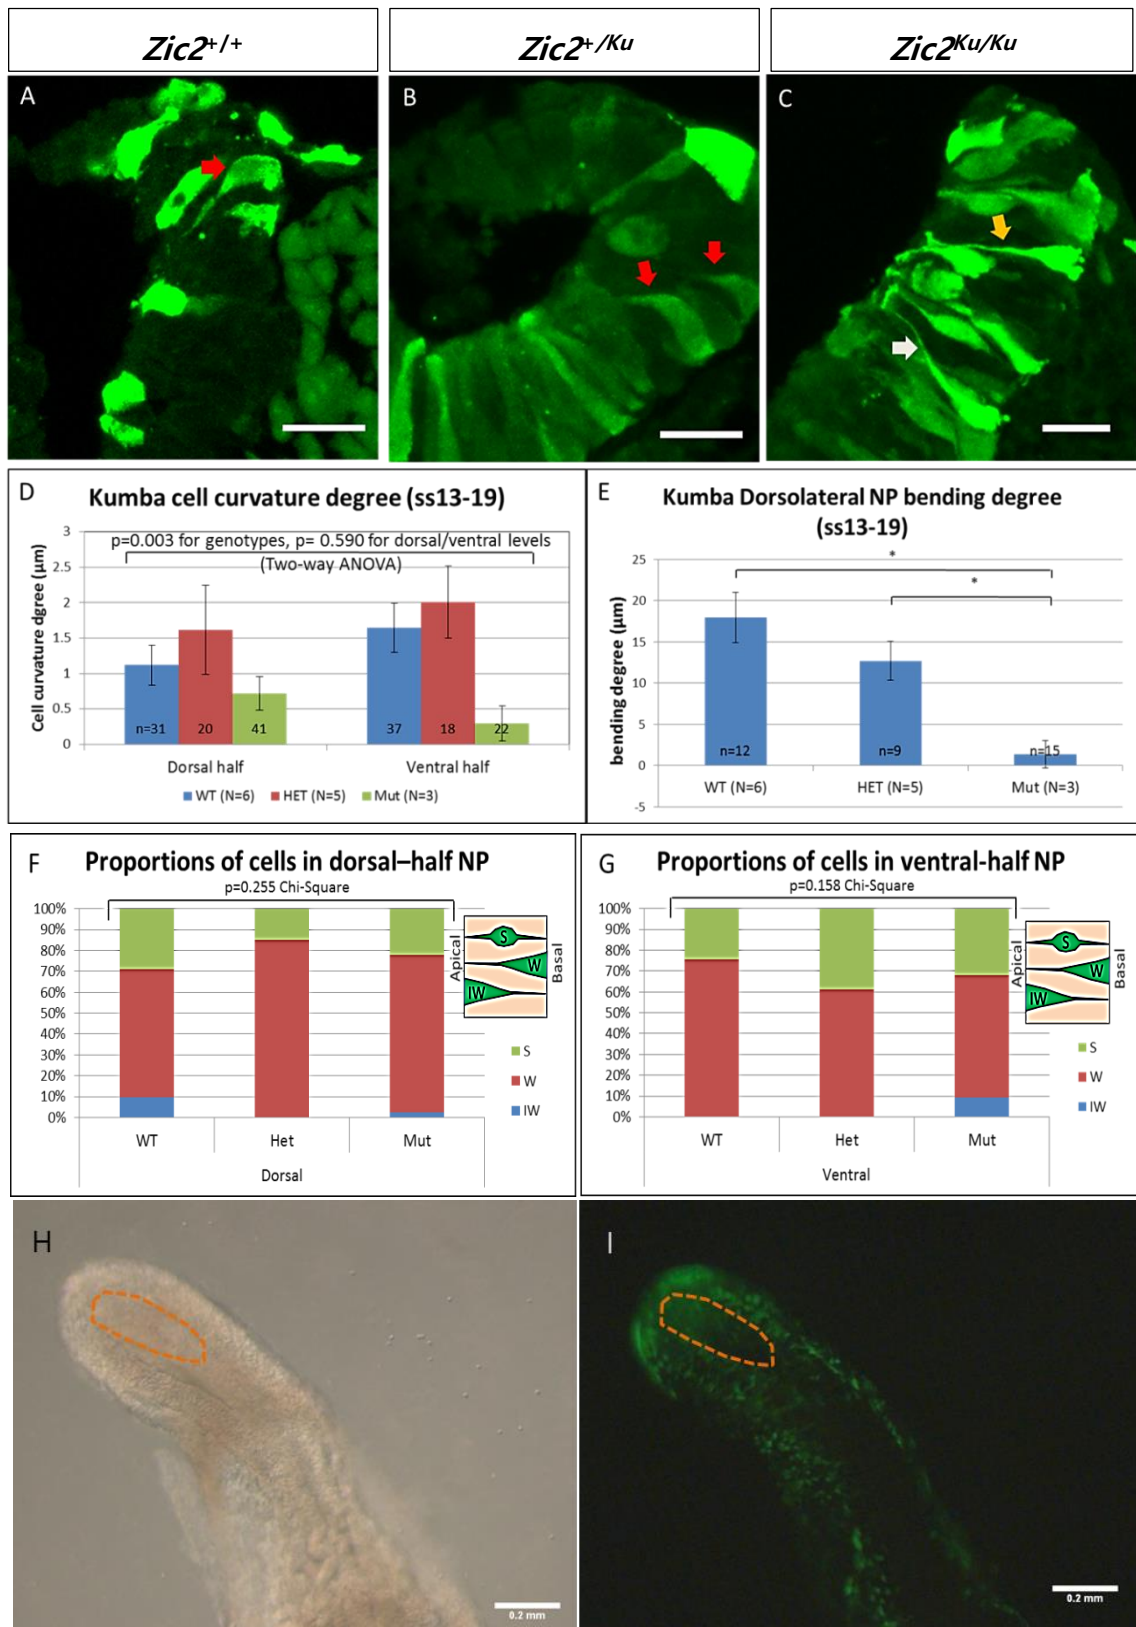 Zic2+/+
Zic2+/Ku
Zic2Ku/Ku
A
B
C
D
Kumba cell curvature degree (ss13-19)
p=0.003 for genotypes, p= 0.590 for dorsal/ventral levels
(Two-way ANOVA)
Cell curvature dgree (µm)
3
2.5
2
1.5
1
0.5
0
n=31
20
41
37
18
22
Dorsal half
Ventral half
WT (N=6)
HET (N=5)
Mut (N=3)
E
Kumba Dorsolateral NP bending degree
(ss13-19)
bending degree (µm)
25
20
15
10
5
0
-5
*
*
n=12
n=9
n=15
WT (N=6)
HET (N=5)
Mut (N=3)
F
Proportions of cells in dorsal–half NP
p=0.255 Chi-Square
100%
90%
80%
70%
60%
50%
40%
30%
20%
10%
0%
WT
Het
Mut
Dorsal
Apical
Basal
S
W
IW
S
W
IW
G
Proportions of cells in ventral-half NP
p=0.158 Chi-Square
100%
90%
80%
70%
60%
50%
40%
30%
20%
10%
0%
WT
Het
Mut
Ventral
Apical
Basal
S
W
IW
S
W
IW
H
0.2 mm
I
0.2 mm